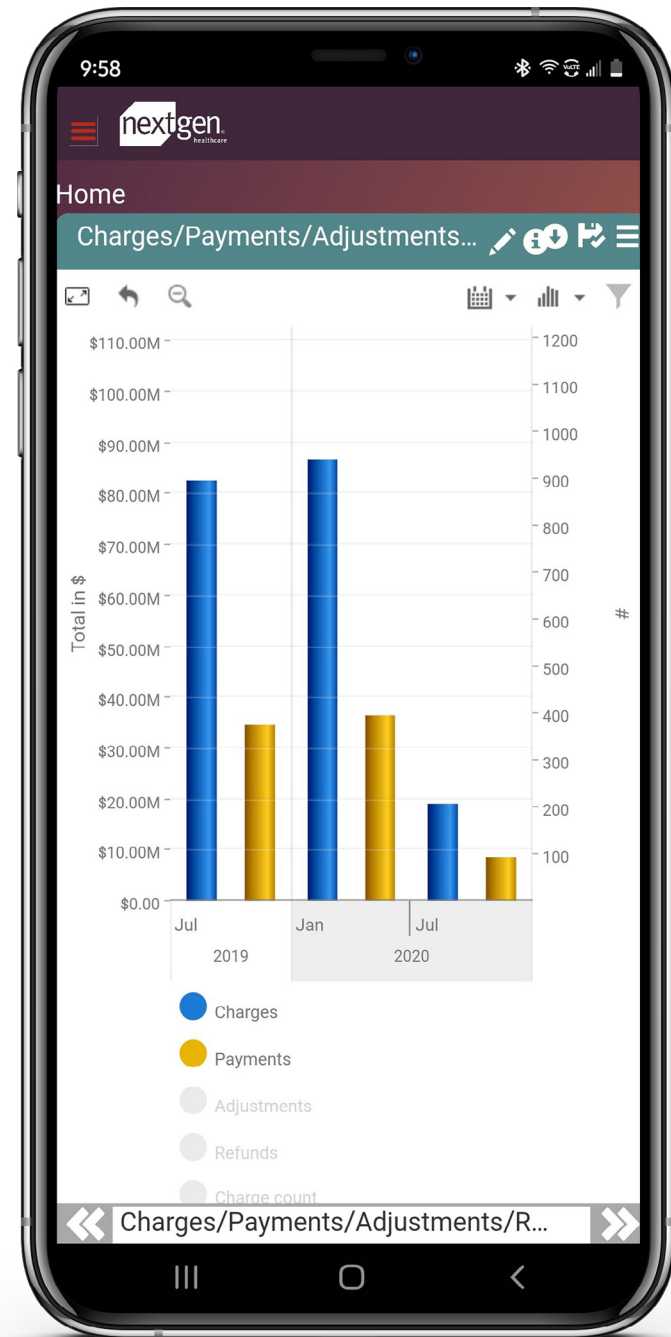 9:58
VoLTE
nextgen.
healthcare
Home
Charges/Payments/Adjustments...
$110.00M
$100.00M
$90.00M
$80.00M
$70.00M
$60.00M
$50.00M
$40.00M
$30.00M
$20.00M
$10.00M
$0.00
Total in $
1200
1100
1000
900
800
700
600
500
400
300
200
100
#
Jul
Jan
Jul
2019
2020
Charges
Payments
Adjustments
Refunds
Charge count
Charges/Payments/Adjustments/R...